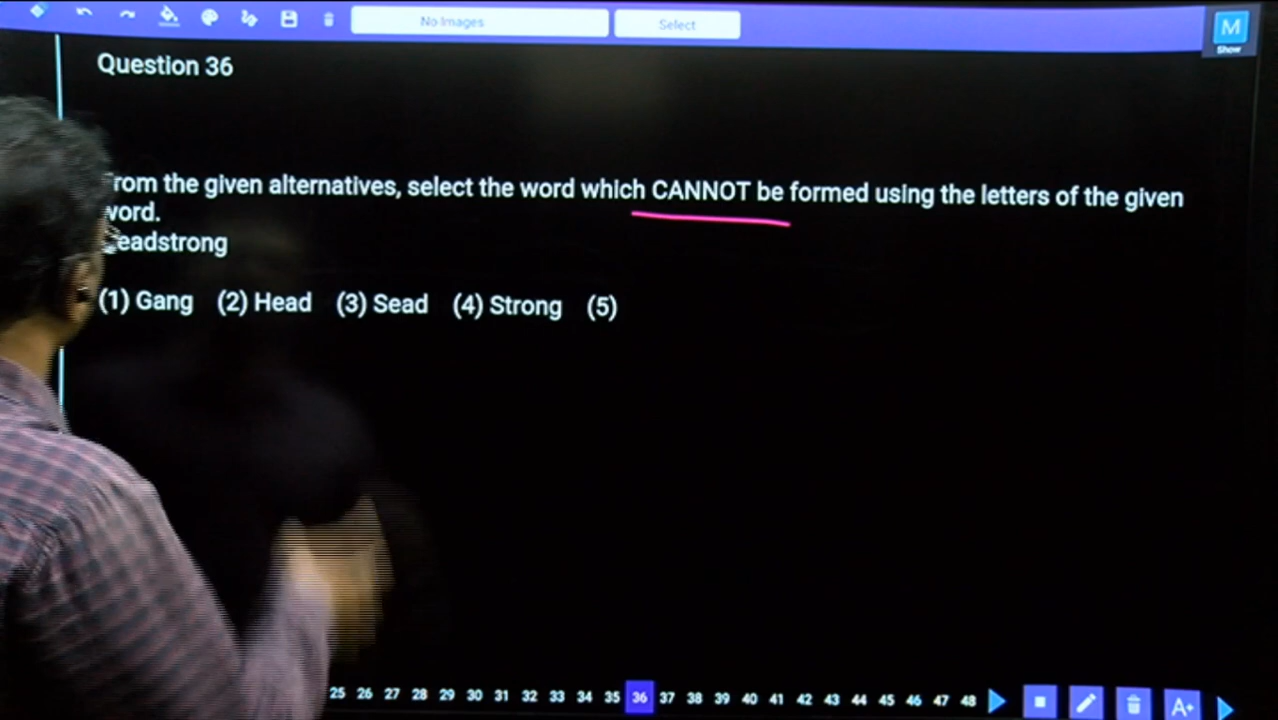 No Images Select
M
Show
Question 36
rom the given alternatives, select the word which CANNOT be formed using the letters of the given
word.
eadstrong
(1) Gang (2) Head (3) Sead (4) Strong (5)
25 26 27 28 29 30 31 32 33 34 35 36 37 38 39 40 41 42 43 44 45 46 47 48
A+